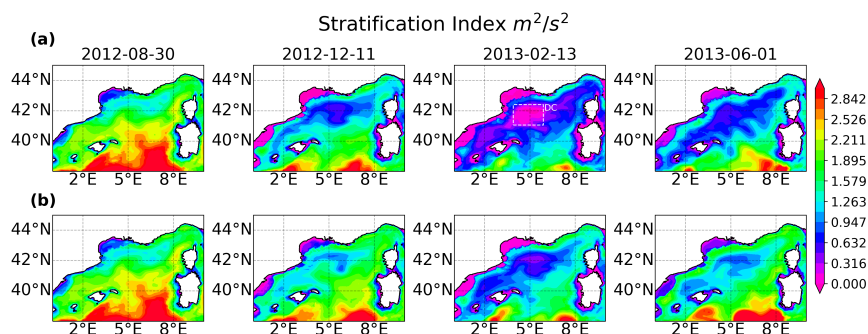 Stratification Index m²/s²
(a)
2012-08-30 2012-12-11 2013-02-13 2013-06-01
44°N 44°N 44°N 44°N
42°N 42°N 42°N DC 42°N
40°N 40°N 40°N 40°N
2°E 5°E 8°E 2°E 5°E 8°E 2°E 5°E 8°E 2°E 5°E 8°E
(b)
44°N 44°N 44°N 44°N
42°N 42°N 42°N 42°N
40°N 40°N 40°N 40°N
2°E 5°E 8°E 2°E 5°E 8°E 2°E 5°E 8°E 2°E 5°E 8°E
2.842
2.526
2.211
1.895
1.579
1.263
0.947
0.632
0.316
0.000